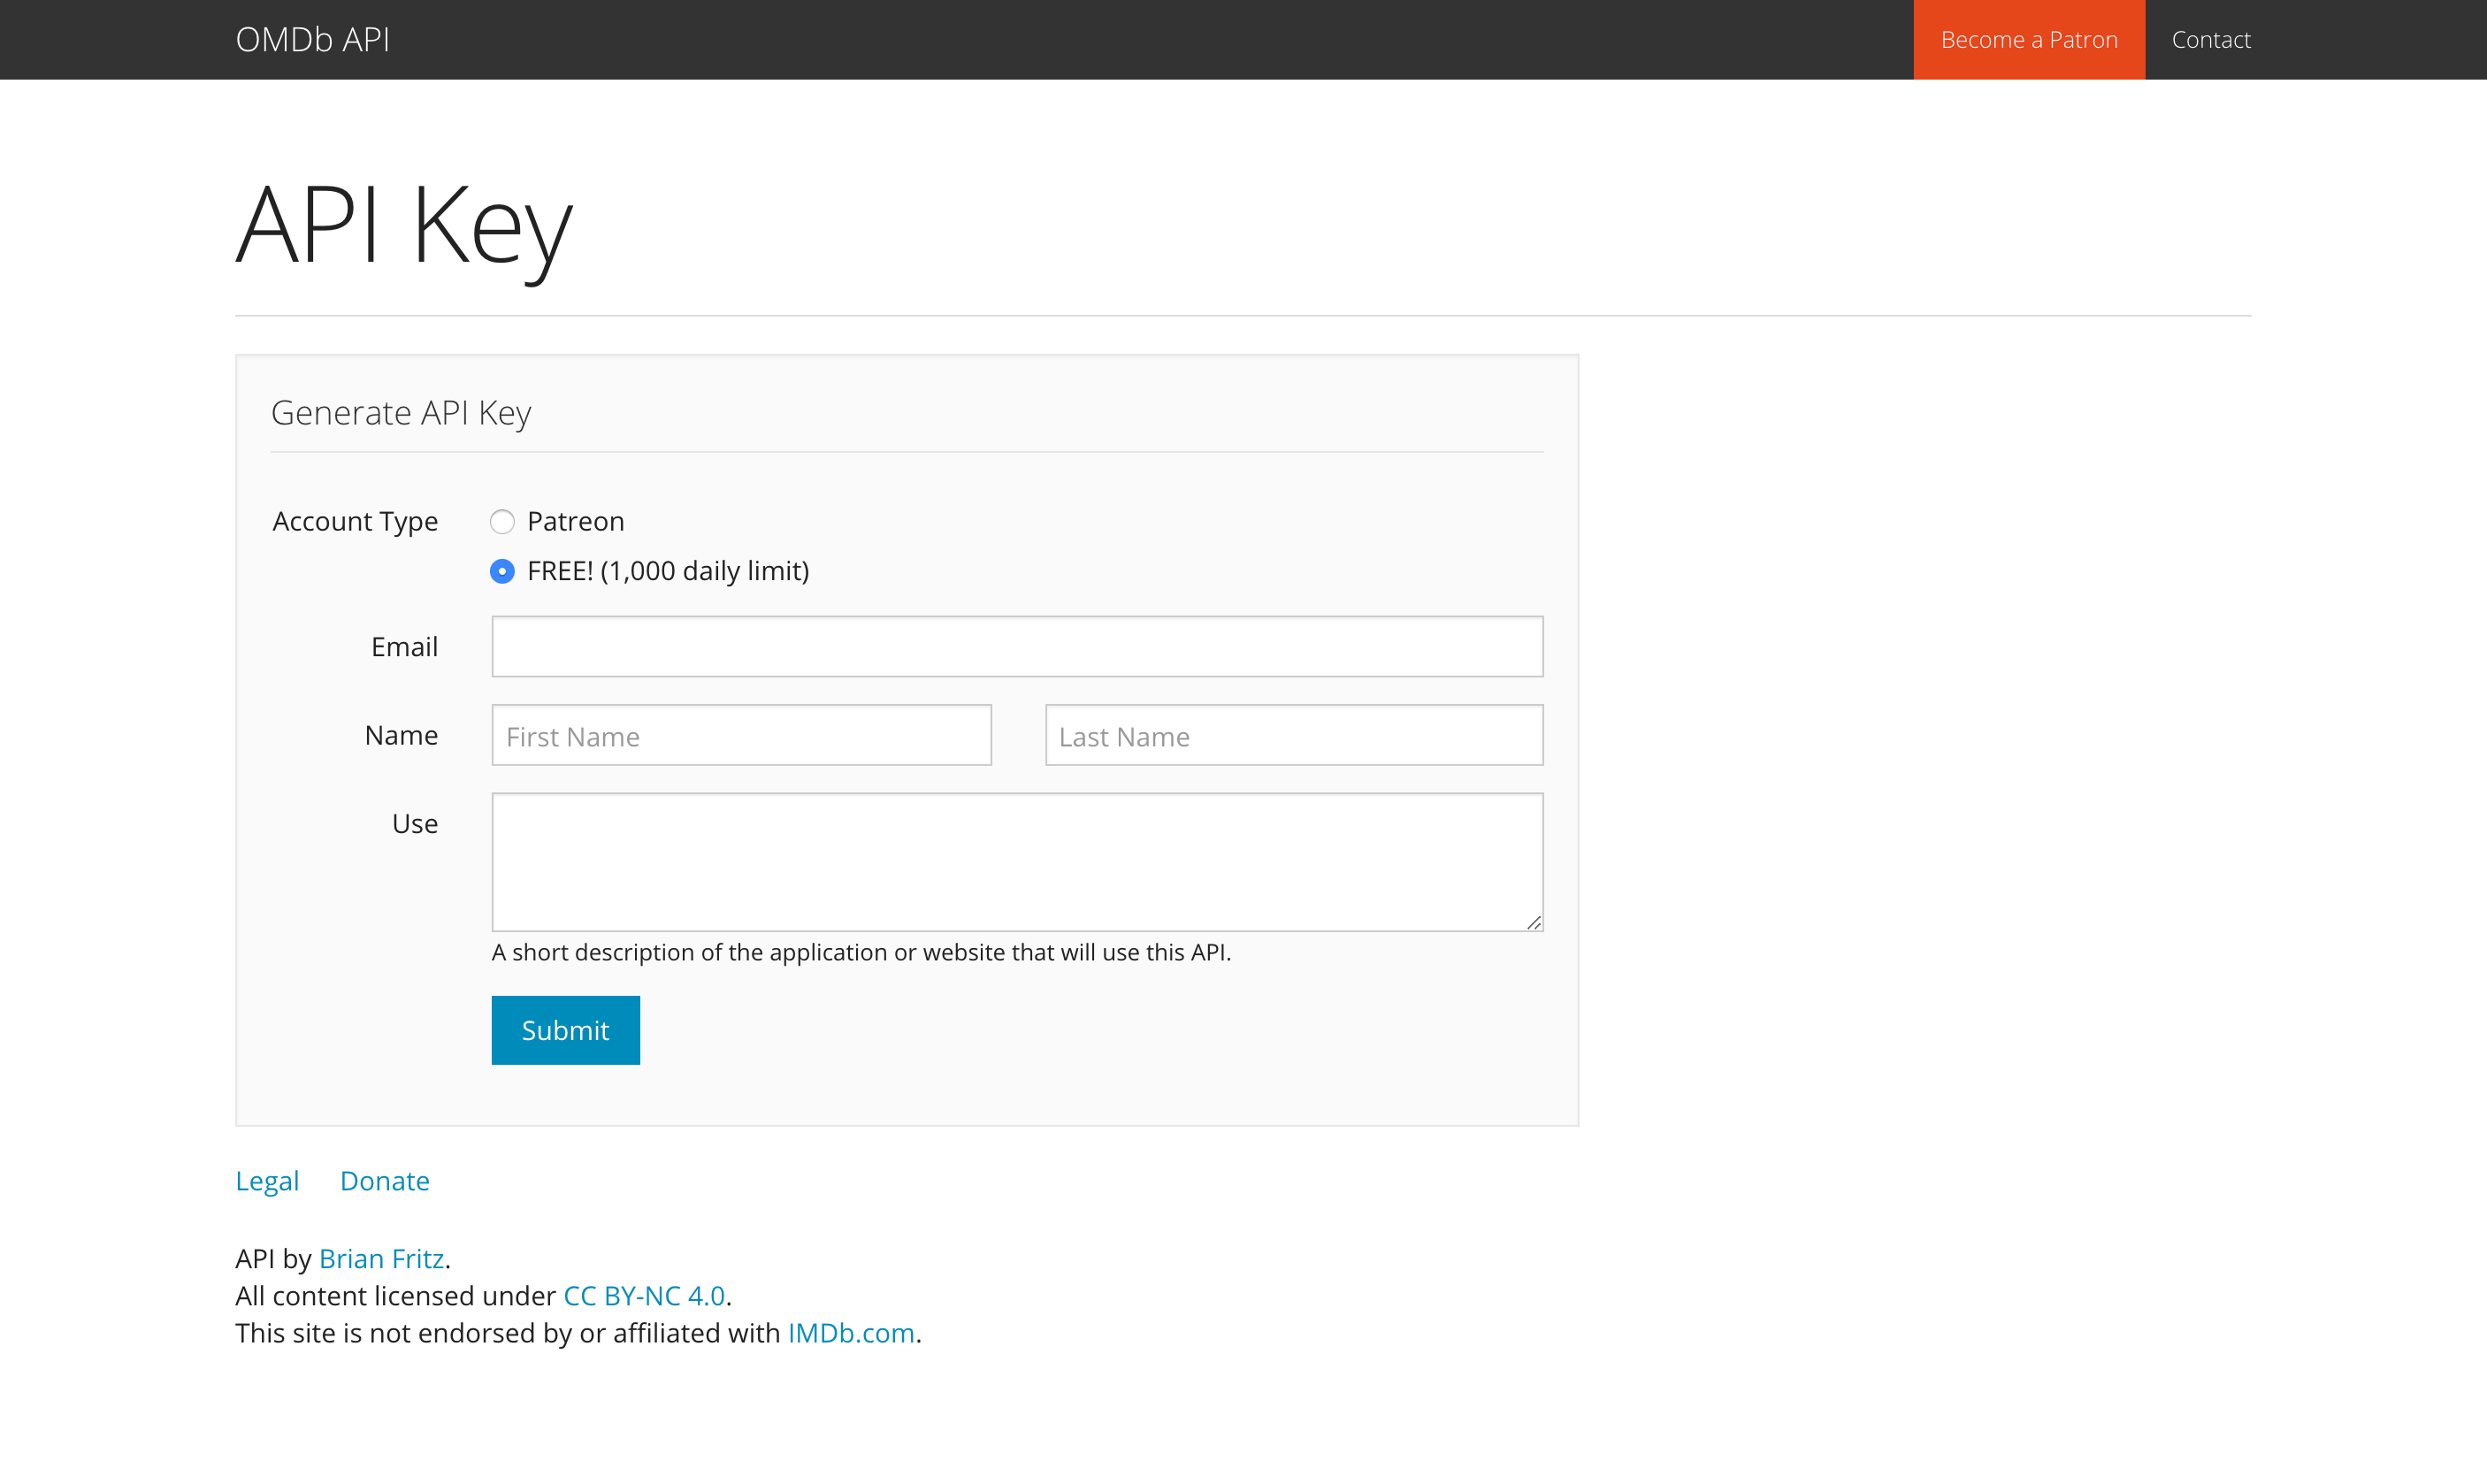 OMDb API
Become a Patron
Contact
API Key
Generate API Key
Account Type
Patreon
FREE! (1,000 daily limit)
Email
Name
First Name
Last Name
Use
A short description of the application or website that will use this API.
Submit
Legal
Donate
API by Brian Fritz.
All content licensed under CC BY-NC 4.0.
This site is not endorsed by or affiliated with IMDb.com.